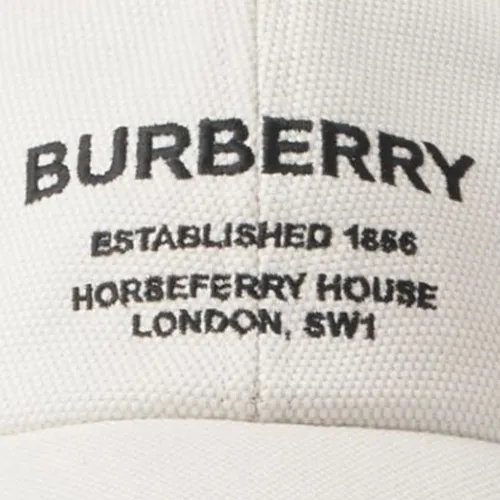 BURBERRY
ESTABLISHED 1856
HORSEFERRY HOUSE
LONDON, SW1